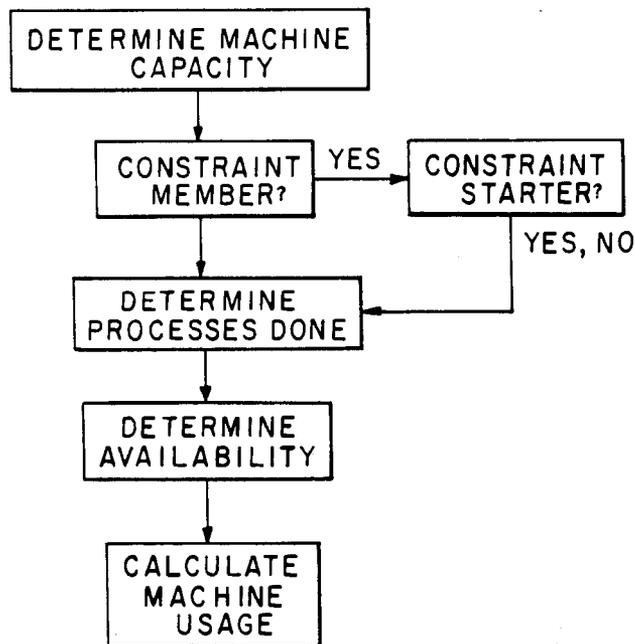 DETERMINE MACHINE
CAPACITY
CONSTRAINT
MEMBER?
YES
CONSTRAINT
STARTER?
YES, NO
DETERMINE
PROCESSES DONE
DETERMINE
AVAILABILITY
CALCULATE
MACHINE
USAGE